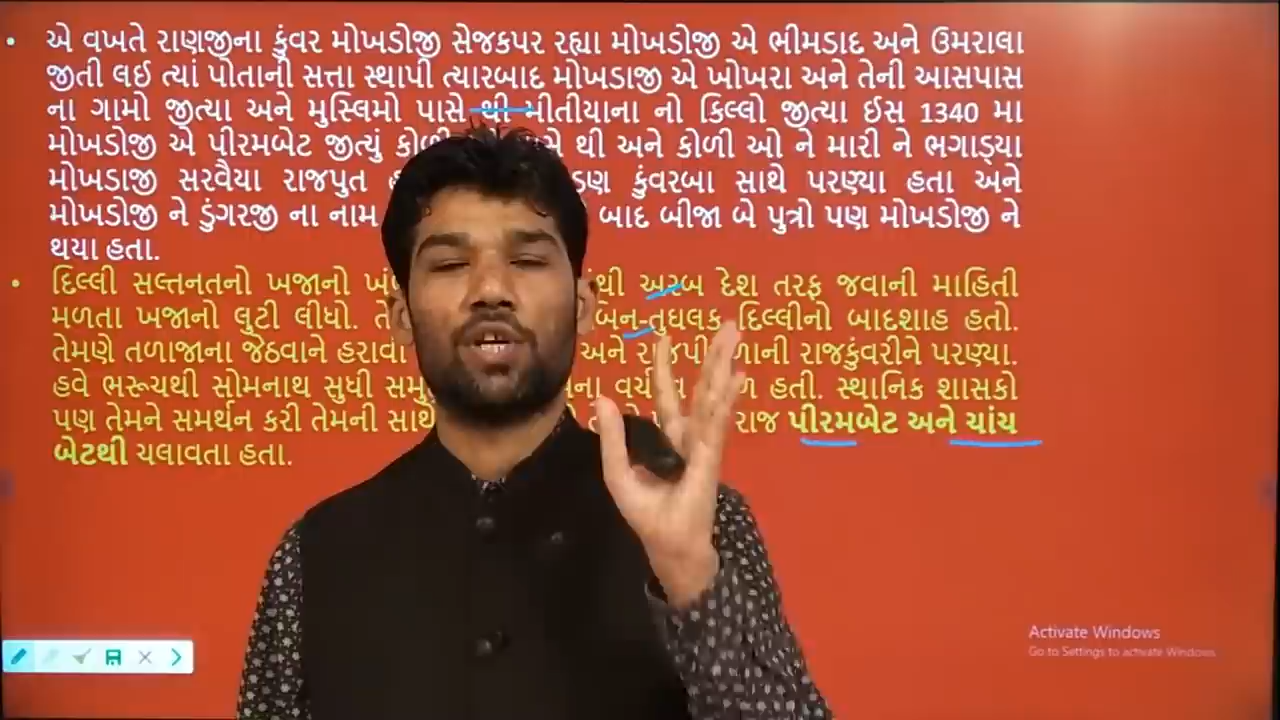 એ વખતે રાણજીના કુંવર મોખડોજી સેજકપર રહ્યા મોખડોજી એ ભીમડાદ અને ઉમરાલા
જીતી લઈ ત્યાં પોતાની સત્તા સ્થાપી ત્યારબાદ મોખડાજી એ ખોખરા અને તેની આસપાસ
ના ગામો જીત્યા અને મુસ્લિમો પાસે થી મીતીયાના નો કિલ્લો જીત્યા ઈસ 1340 મા
મોખડોજી એ પીરમબેટ જીત્યું થી અને કોળી ઓ ને મારી ને ભગાડ્યા
મોખડાજી સરવૈયા રાજપુત કુંવરબા સાથે પરણ્યા હતા અને
મોખડોજી ને ડુંગરજી ના નામ બાદ બીજા બે પુત્રો પણ મોખડોજી ને
થયા હતા.
દિલ્લી સલ્તનતનો ખજાનો અરબ દેશ તરફ જવાની માહિતી
મળતા ખજાનો લુટી લીધો. બિન-તુઘલક દિલ્લીનો બાદશાહ હતો.
તેમણે તળાજાના જેઠવાને અને રાજપીપળાની રાજકુંવરીને પરણ્યા.
હવે ભરૂચથી સોમનાથ સુધી હતી. સ્થાનિક શાસકો
પણ તેમને સમર્થન કરી તેમની સાથે રાજ પીરમબેટ અને ચાંચ
બેટથી ચલાવતા હતા.
Activate Windows
Go to Settings to activate Windows.